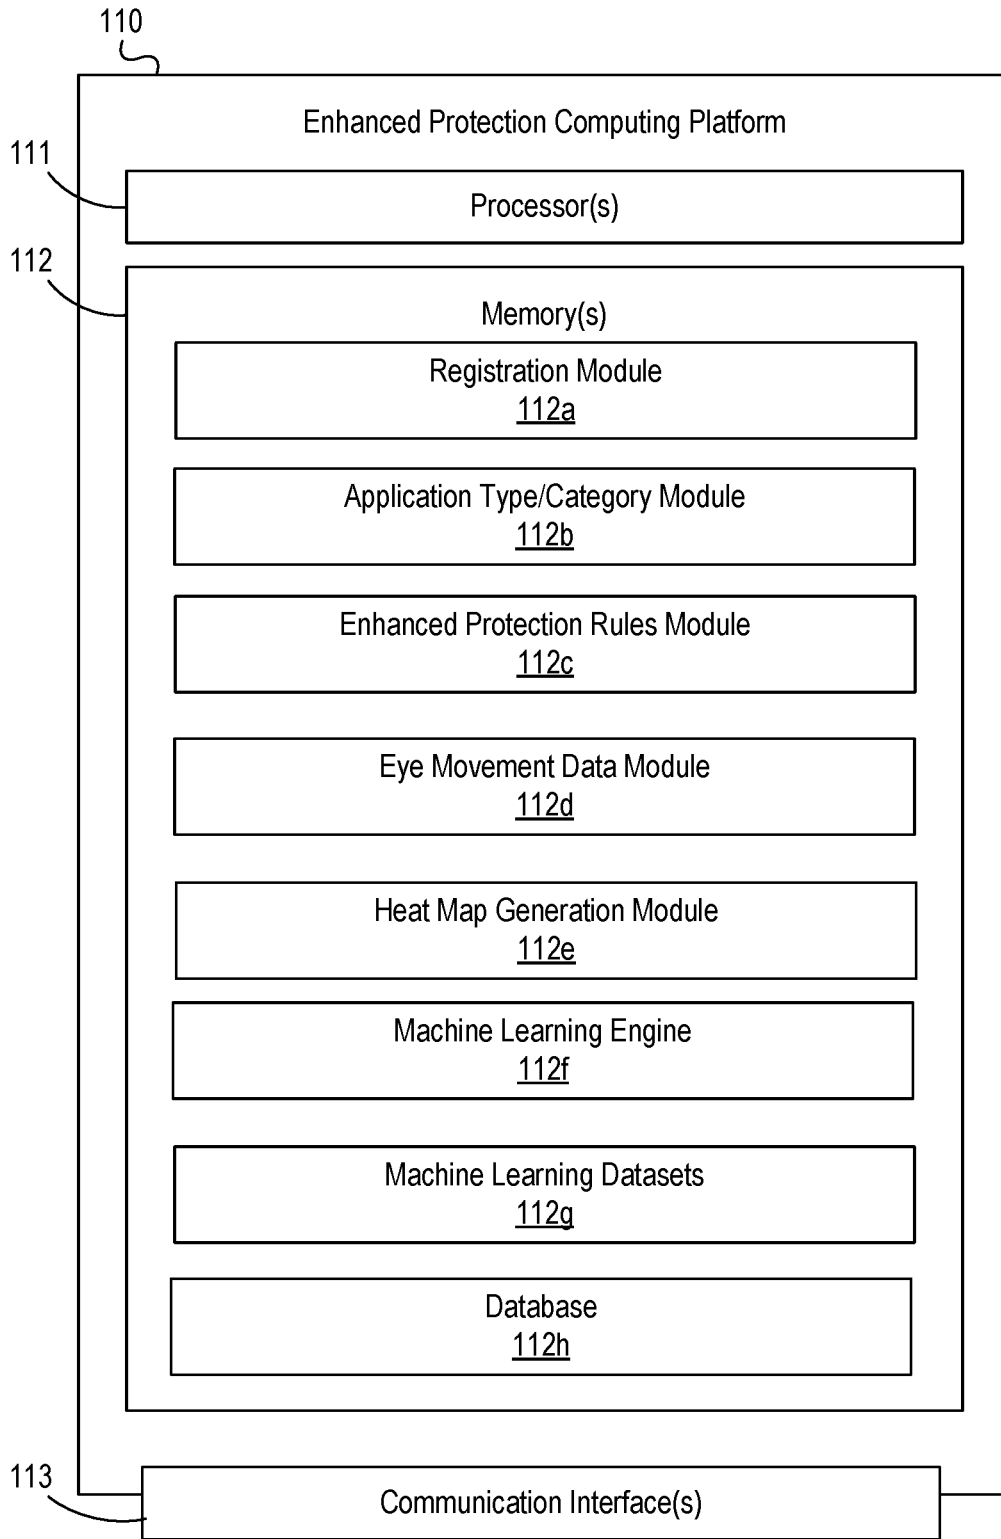 110
Enhanced Protection Computing Platform
111
Processor(s)
112
Memory(s)
Registration Module
112a
Application Type/Category Module
112b
Enhanced Protection Rules Module
112c
Eye Movement Data Module
112d
Heat Map Generation Module
112e
Machine Learning Engine
112f
Machine Learning Datasets
112g
Database
112h
113
Communication Interface(s)